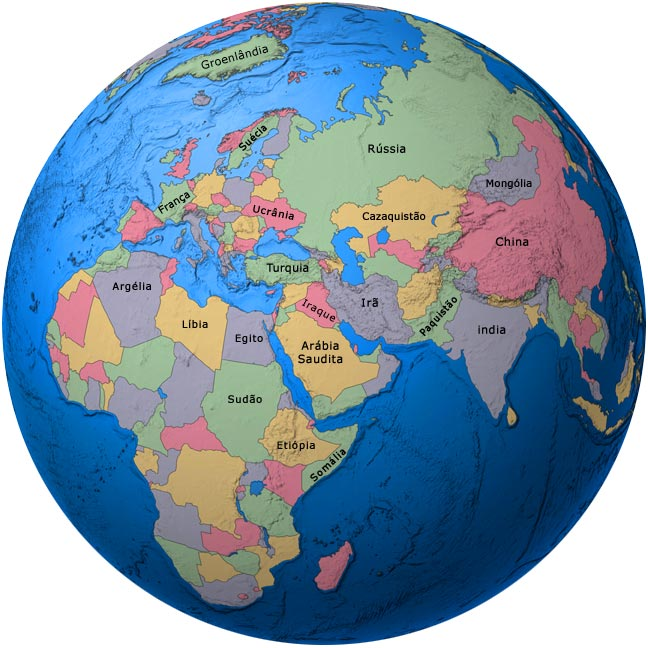 Groenlândia
Suécia
Rússia
França
Ucrânia
Mongólia
Cazaquistão
China
Turquia
Argélia
Iraque
Irã
Paquistão
Líbia
Egito
Arábia
Saudita
india
Sudão
Etiópia
Somália